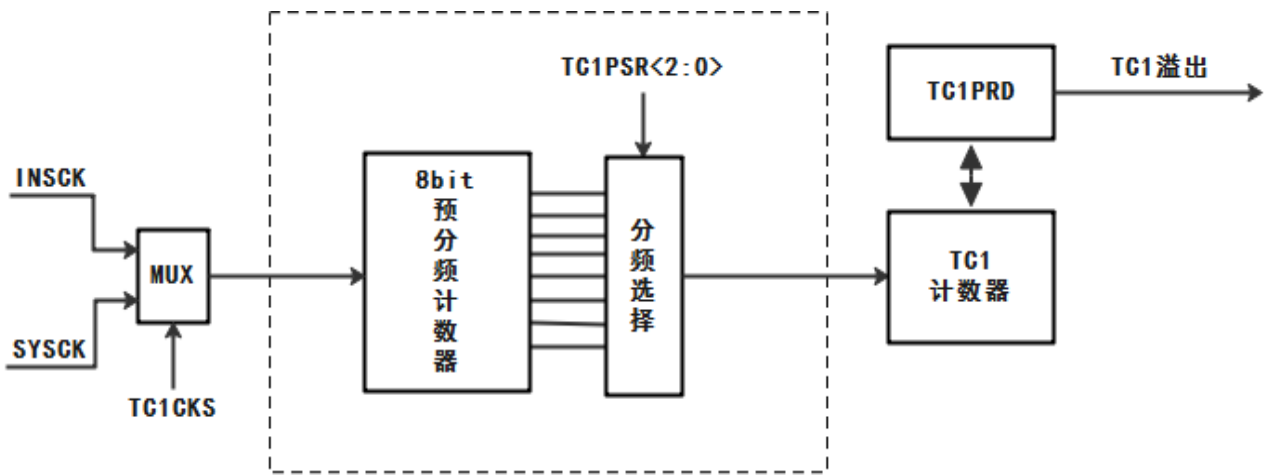 TC1PSR<2:0>
TC1PRD
TC1溢出
INSCK
MUX
SYSCK
TC1CKS
8bit
预
分
频
计
数
器
分
频
选
择
TC1
计数器